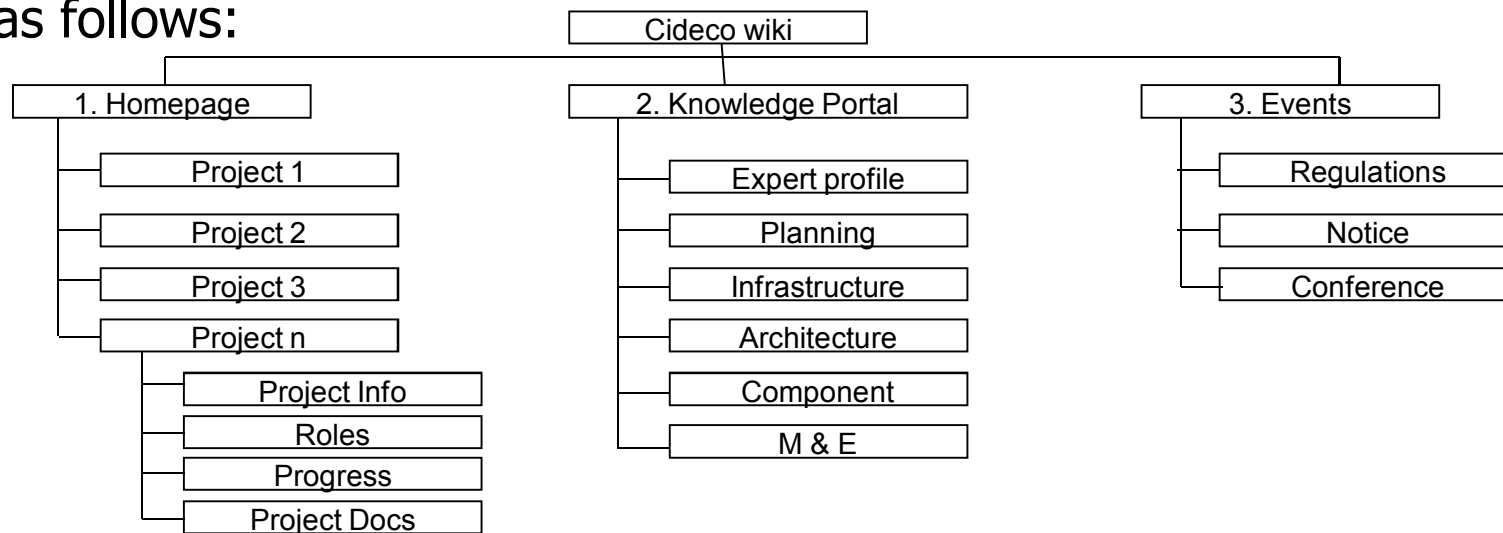 as follows:
Cideco wiki
1. Homepage
Project 1
Project 2
Project 3
Project n
Project Info
Roles
Progress
Project Docs
2. Knowledge Portal
Expert profile
Planning
Infrastructure
Architecture
Component
M & E
3. Events
Regulations
Notice
Conference